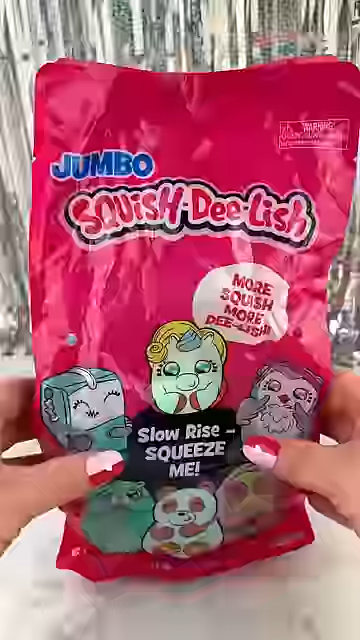 WARNING:
JUMBO
SQUISH-DEE-LISH
MORE
SQUISH
MORE
DEE-LISH!
Slow Rise –
SQUEEZE
ME!